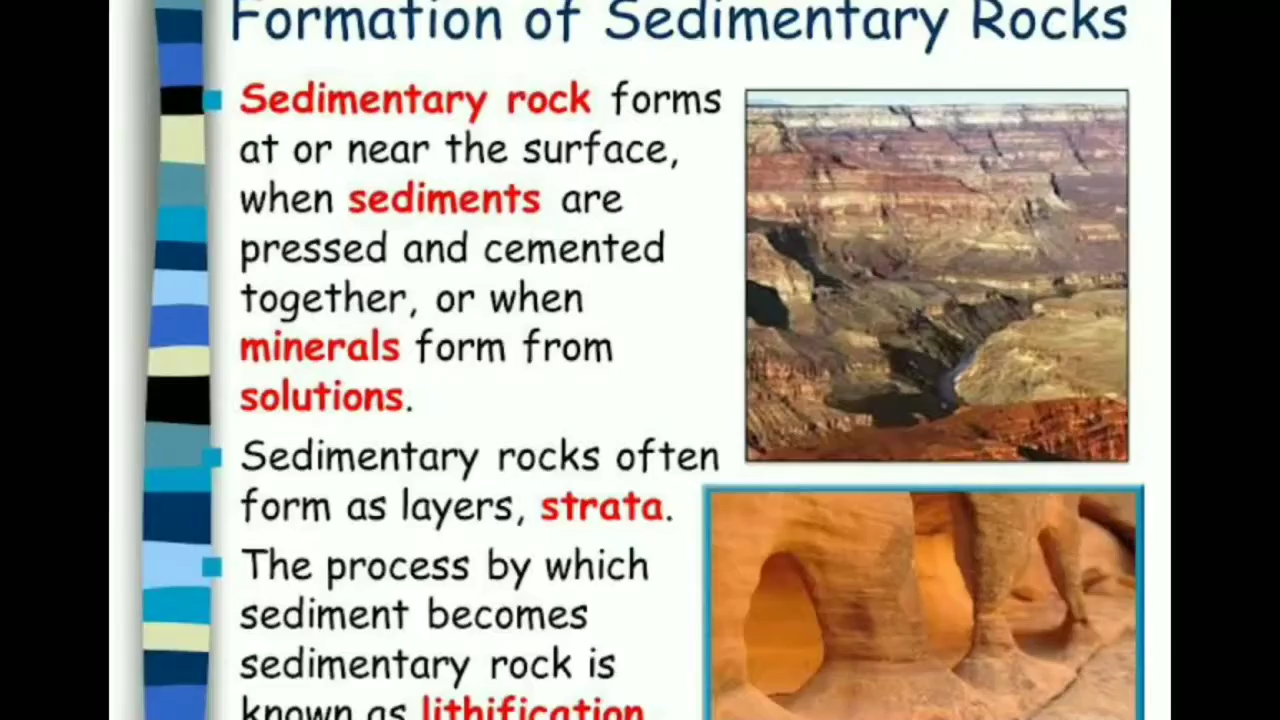 Formation of Sedimentary Rocks
Sedimentary rock forms
at or near the surface,
when sediments are
pressed and cemented
together, or when
minerals form from
solutions.
Sedimentary rocks often
form as layers, strata.
The process by which
sediment becomes
sedimentary rock is
known as lithification